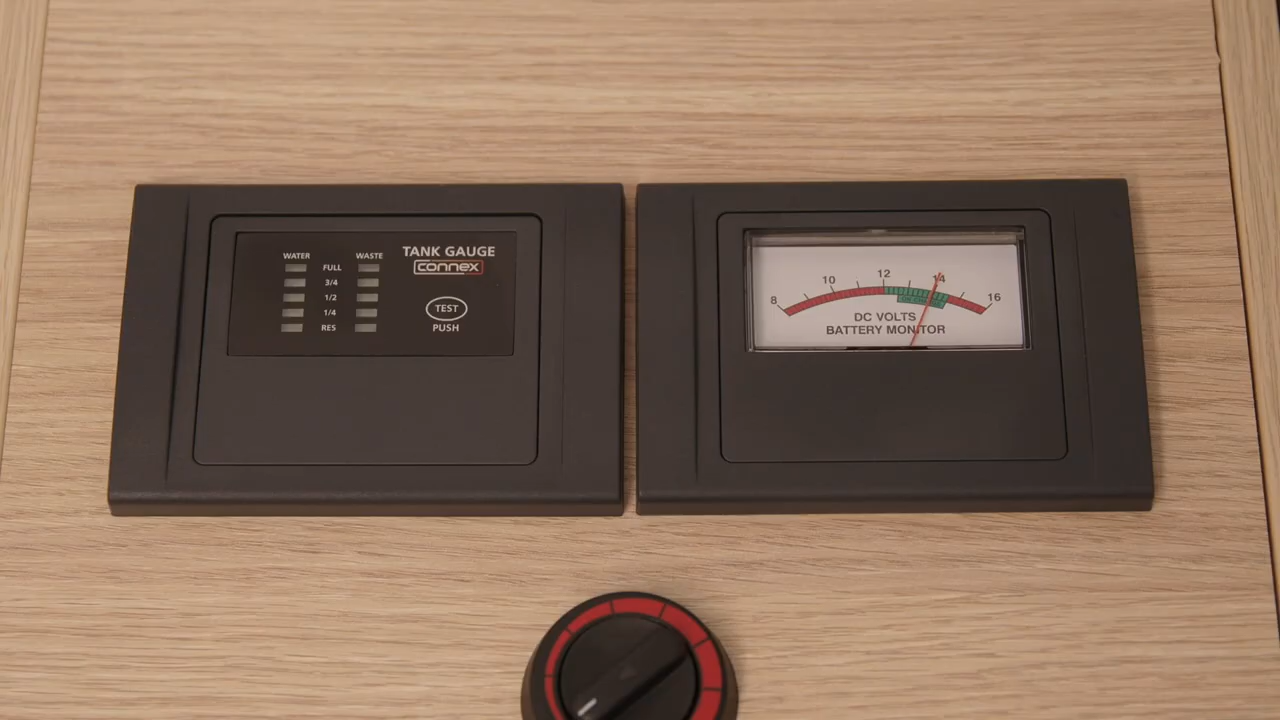 WATER WASTE
TANK GAUGE
connex
FULL
3/4
1/2
1/4
RES
TEST
PUSH
8 10 12 14 16
DC VOLTS
BATTERY MONITOR